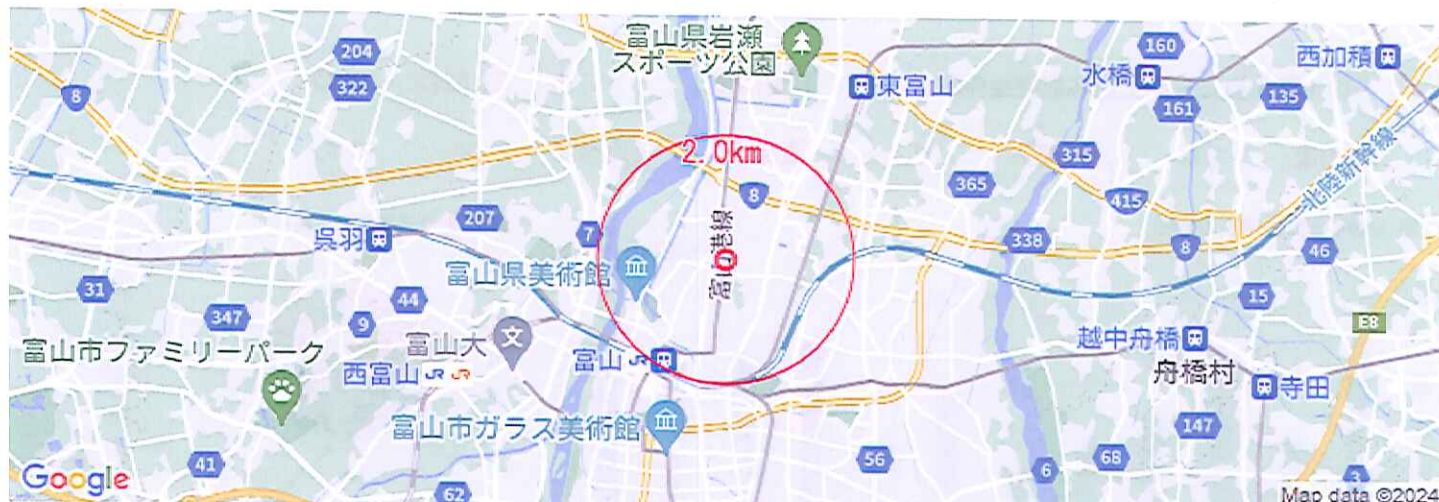 富山県岩瀬
スポーツ公園
204
160
西加積
水橋
東富山
322
8
161
135
2.0km
315
365
8
415
北陸新幹線
207
7
富山港線
338
8
46
呉羽
富山県美術館
31
44
15
347
9
E8
富山大
越中舟橋
富山市ファミリーパーク
西富山
富山
舟橋村
寺田
富山市ガラス美術館
147
41
56
68
6
3
62
Google
Map data ©2024